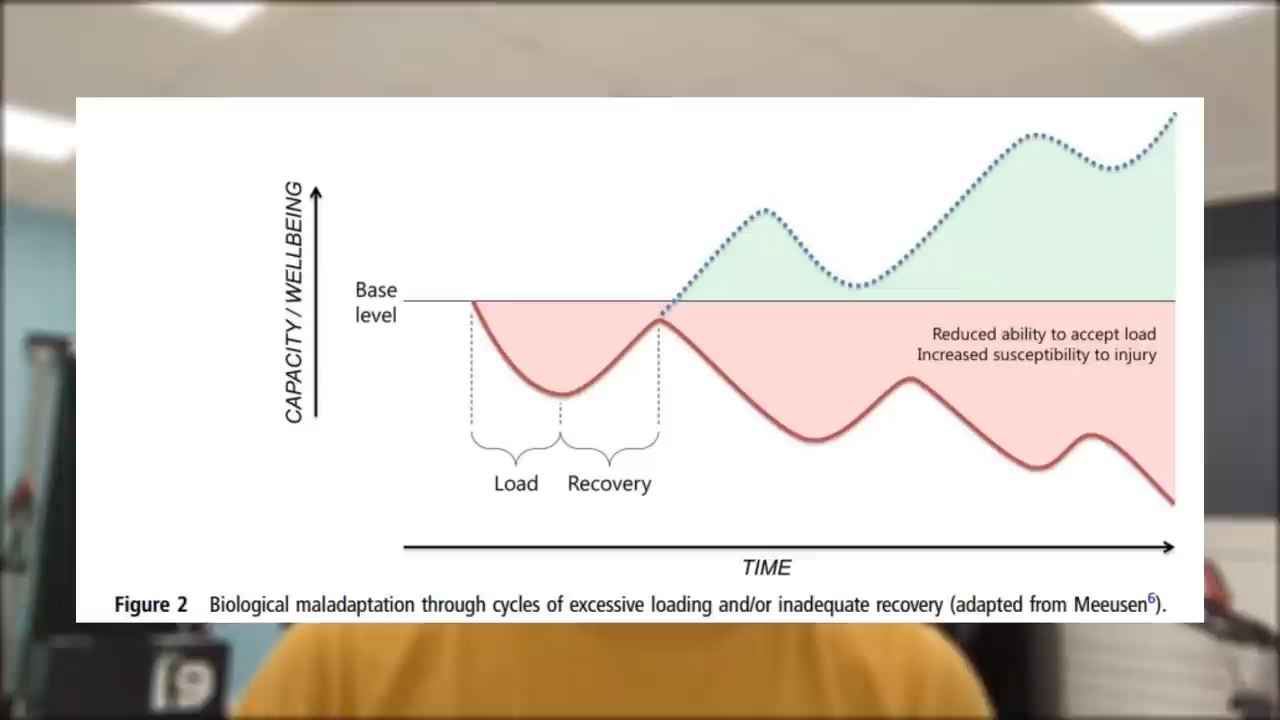 CAPACITY / WELLBEING
Base
level
Reduced ability to accept load
Increased susceptibility to injury
Load
Recovery
TIME
Figure 2 Biological maladaptation through cycles of excessive loading and/or inadequate recovery (adapted from Meeusen⁶).
19